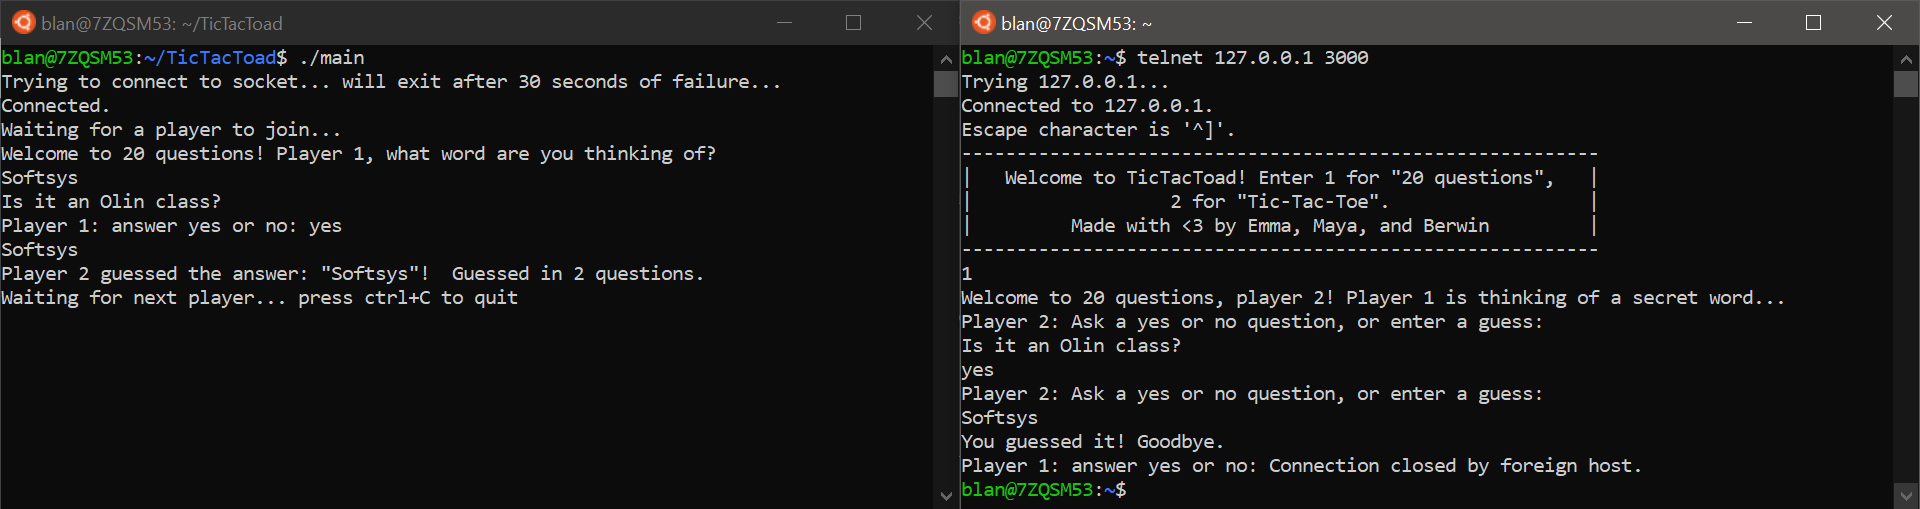 blan@7ZQSM53: ~/TicTacToad
blan@7ZQSM53:~/TicTacToad$ ./main
Trying to connect to socket... will exit after 30 seconds of failure...
Connected.
Waiting for a player to join...
Welcome to 20 questions! Player 1, what word are you thinking of?
Softsys
Is it an Olin class?
Player 1: answer yes or no: yes
Softsys
Player 2 guessed the answer: "Softsys"!  Guessed in 2 questions.
Waiting for next player... press ctrl+C to quit
blan@7ZQSM53: ~
blan@7ZQSM53:~$ telnet 127.0.0.1 3000
Trying 127.0.0.1...
Connected to 127.0.0.1.
Escape character is '^]'.
----------------------------------------------------------
|   Welcome to TicTacToad! Enter 1 for "20 questions",   |
|                  2 for "Tic-Tac-Toe".                  |
|         Made with <3 by Emma, Maya, and Berwin         |
----------------------------------------------------------
1
Welcome to 20 questions, player 2! Player 1 is thinking of a secret word...
Player 2: Ask a yes or no question, or enter a guess:
Is it an Olin class?
yes
Player 2: Ask a yes or no question, or enter a guess:
Softsys
You guessed it! Goodbye.
Player 1: answer yes or no: Connection closed by foreign host.
blan@7ZQSM53:~$